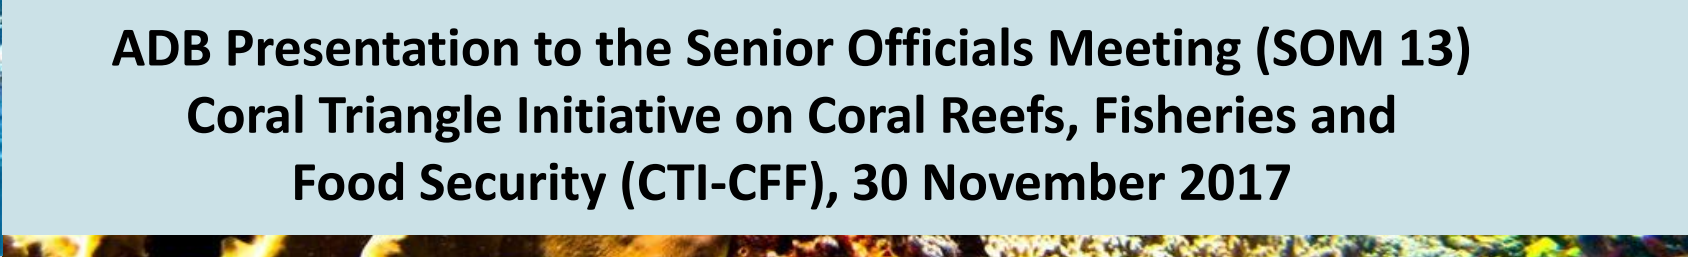 ADB Presentation to the Senior Officials Meeting (SOM 13)
Coral Triangle Initiative on Coral Reefs, Fisheries and
Food Security (CTI-CFF), 30 November 2017